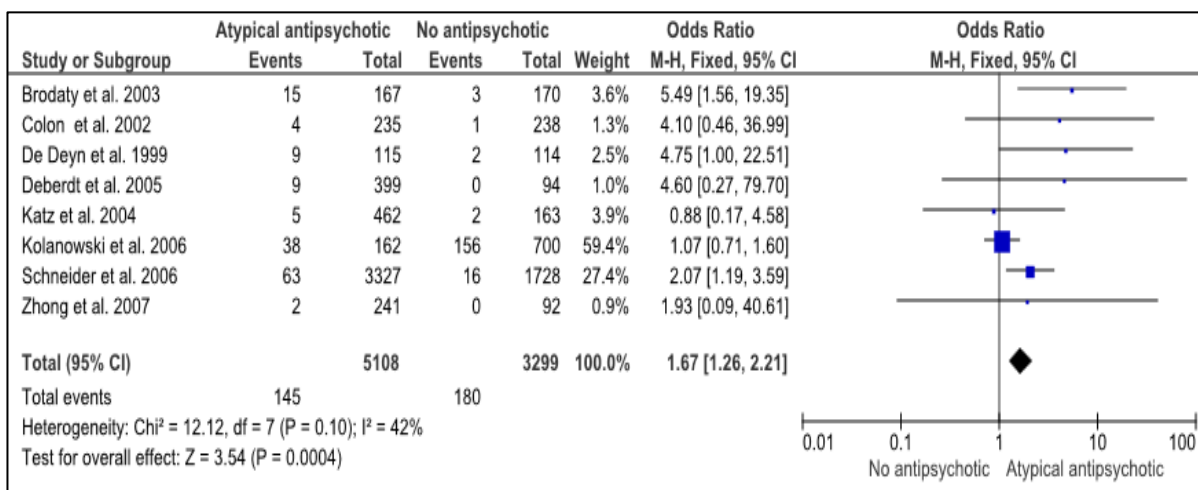 Atypical antipsychotic No antipsychotic Odds Ratio Odds Ratio
Study or Subgroup Events Total Events Total Weight M-H, Fixed, 95% CI M-H, Fixed, 95% CI
Brodaty et al. 2003 15 167 3 170 3.6% 5.49 [1.56, 19.35]
Colon et al. 2002 4 235 1 238 1.3% 4.10 [0.46, 36.99]
De Deyn et al. 1999 9 115 2 114 2.5% 4.75 [1.00, 22.51]
Deberdt et al. 2005 9 399 0 94 1.0% 4.60 [0.27, 79.70]
Katz et al. 2004 5 462 2 163 3.9% 0.88 [0.17, 4.58]
Kolanowski et al. 2006 38 162 156 700 59.4% 1.07 [0.71, 1.60]
Schneider et al. 2006 63 3327 16 1728 27.4% 2.07 [1.19, 3.59]
Zhong et al. 2007 2 241 0 92 0.9% 1.93 [0.09, 40.61]
Total (95% CI) 5108 3299 100.0% 1.67 [1.26, 2.21]
Total events 145 180
Heterogeneity: Chi² = 12.12, df = 7 (P = 0.10); I² = 42%
Test for overall effect: Z = 3.54 (P = 0.0004)
0.01 0.1 1 10 100
No antipsychotic Atypical antipsychotic